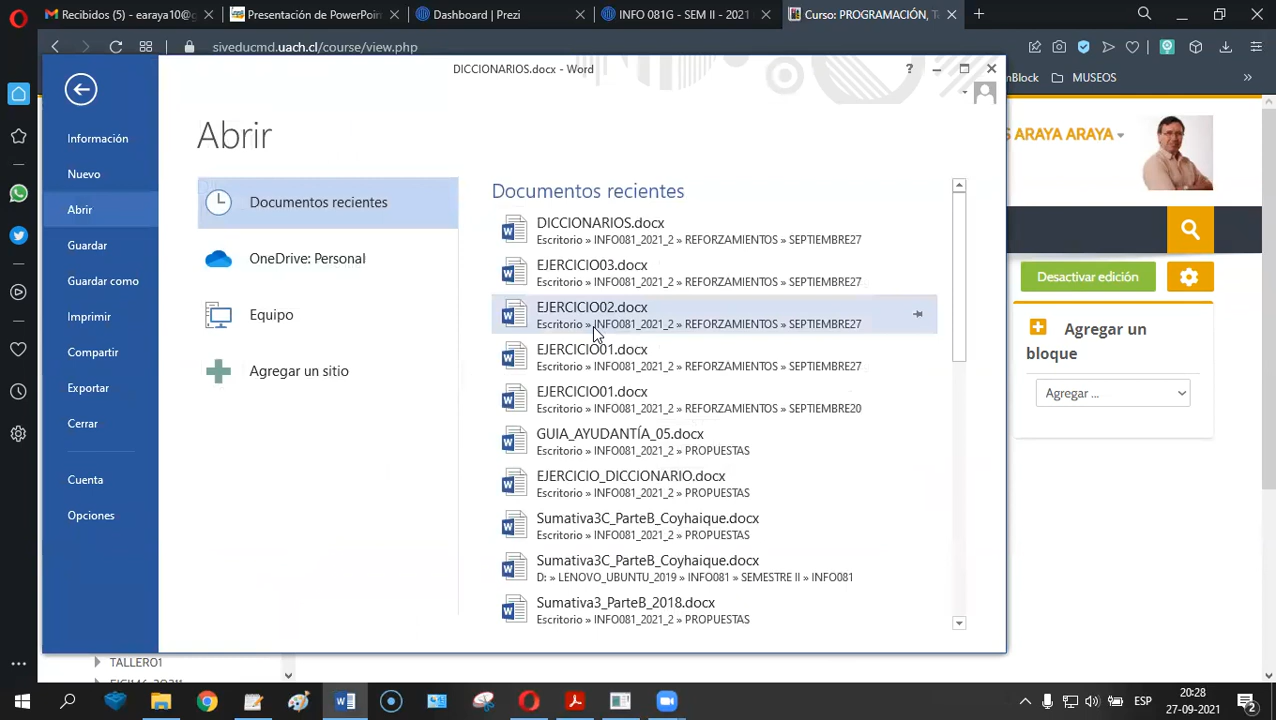 Recibidos (5) - earaya10@g
Presentación de PowerPoin
Dashboard | Prezi
INFO 081G - SEM II - 2021
Curso: PROGRAMACIÓN, T
siveducmd.uach.cl/course/view.php
DICCIONARIOS.docx - Word
mBlock
MUSEOS
Información
Nuevo
Abrir
Guardar
Guardar como
Imprimir
Compartir
Exportar
Cerrar
Cuenta
Opciones
Abrir
Documentos recientes
OneDrive: Personal
Equipo
Agregar un sitio
Documentos recientes
DICCIONARIOS.docx
Escritorio » INFO081_2021_2 » REFORZAMIENTOS » SEPTIEMBRE27
EJERCICIO03.docx
Escritorio » INFO081_2021_2 » REFORZAMIENTOS » SEPTIEMBRE27
EJERCICIO02.docx
Escritorio » INFO081_2021_2 » REFORZAMIENTOS » SEPTIEMBRE27
EJERCICIO01.docx
Escritorio » INFO081_2021_2 » REFORZAMIENTOS » SEPTIEMBRE27
EJERCICIO01.docx
Escritorio » INFO081_2021_2 » REFORZAMIENTOS » SEPTIEMBRE20
GUIA_AYUDANTÍA_05.docx
Escritorio » INFO081_2021_2 » PROPUESTAS
EJERCICIO_DICCIONARIO.docx
Escritorio » INFO081_2021_2 » PROPUESTAS
Sumativa3C_ParteB_Coyhaique.docx
Escritorio » INFO081_2021_2 » PROPUESTAS
Sumativa3C_ParteB_Coyhaique.docx
D: » LENOVO_UBUNTU_2019 » INFO081 » SEMESTRE II » INFO081
Sumativa3_ParteB_2018.docx
Escritorio » INFO081_2021_2 » PROPUESTAS
S ARAYA ARAYA
Desactivar edición
Agregar un
bloque
Agregar ...
TALLER01
ESP
20:28
27-09-2021
2